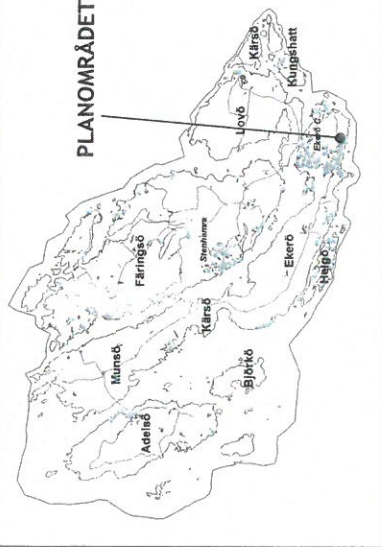 PLANOMRÅDET
Kärsö
Kungshatt
Lovö
Ekerö C.
Färingsö
Stenhamra
Ekerö
Helgö
Kärsö
Munsö
Björkö
Adelsö